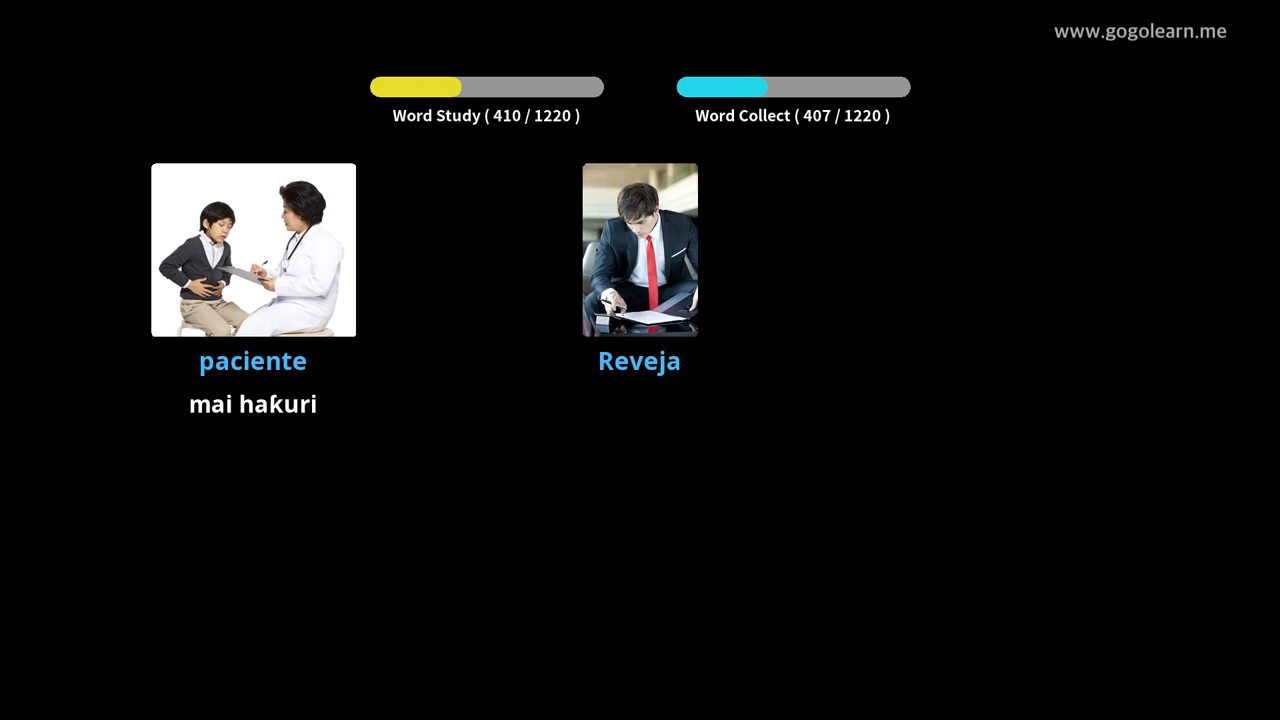 www.gogolearn.me
Word Study ( 410 / 1220 )
Word Collect ( 407 / 1220 )
paciente
Reveja
mai haƙuri